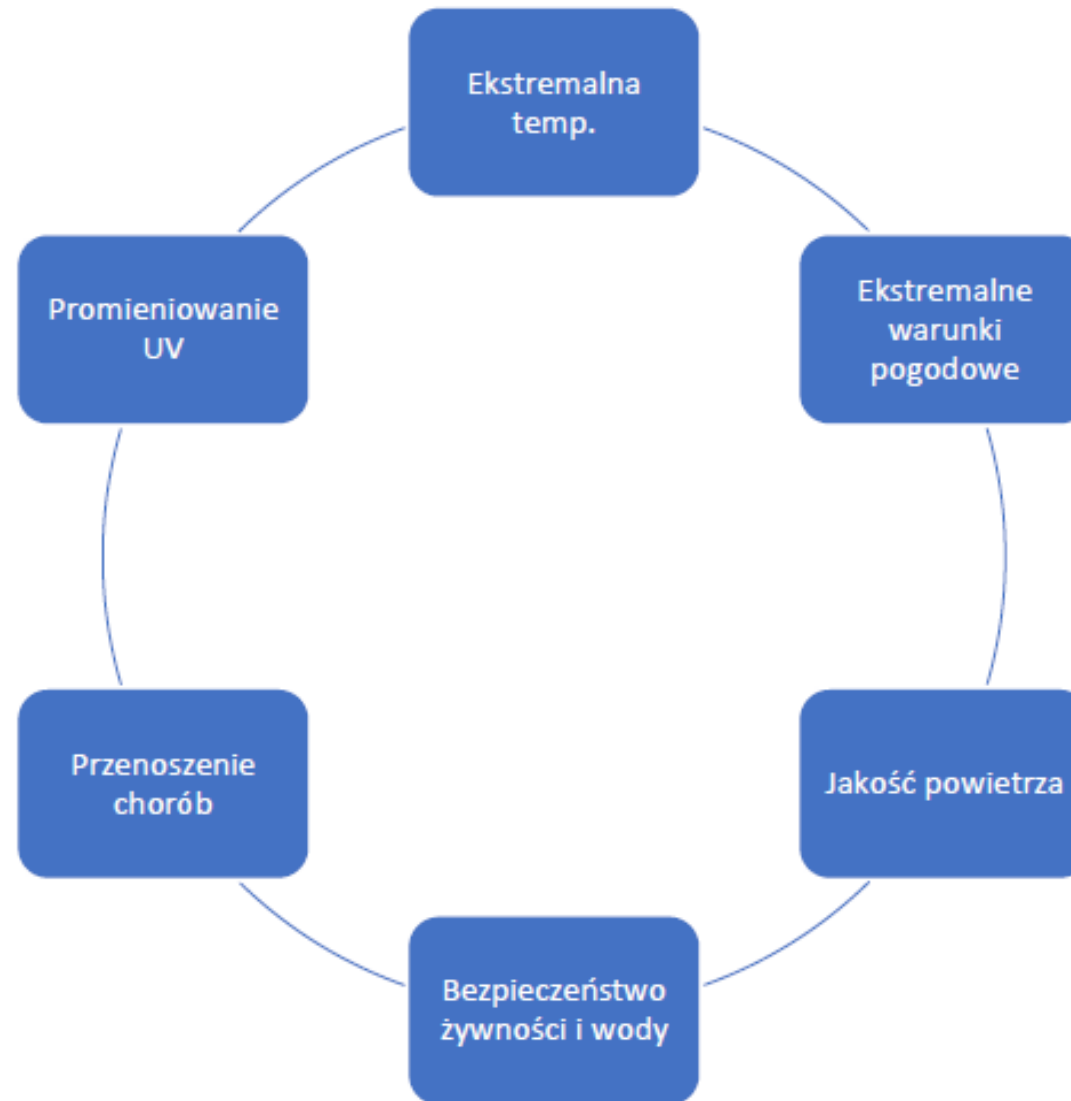 Ekstremalna
temp.
Ekstremalne
warunki
pogodowe
Jakość powietrza
Bezpieczeństwo
żywności i wody
Przenoszenie
chorób
Promieniowanie
UV